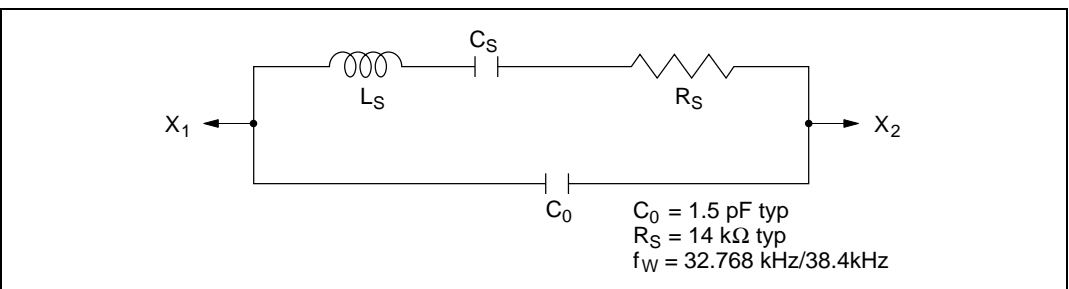 C_S
L_S
R_S
X_1
X_2
C_0
C_0 = 1.5 pF typ
R_S = 14 kΩ typ
f_W = 32.768 kHz/38.4kHz